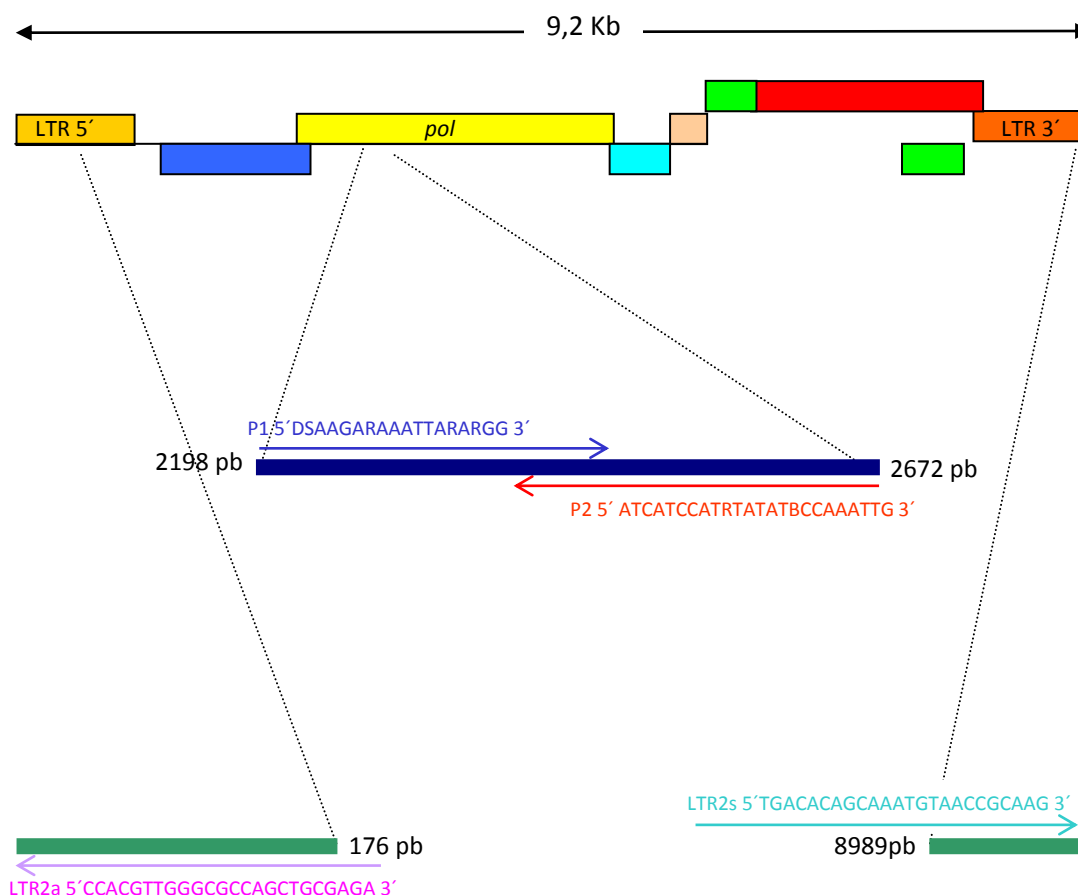 9,2 Kb
LTR 5´
pol
LTR 3´
P1 5´DSAAGARAAATTARARGG 3´
2198 pb
2672 pb
P2 5´ ATCATCCATRTATATBCCAAATTG 3´
LTR2s 5´TGACACAGCAAATGTAACCGCAAG 3´
176 pb
8989pb
LTR2a 5´CCACGTTGGGCGCCAGCTGCGAGA 3´